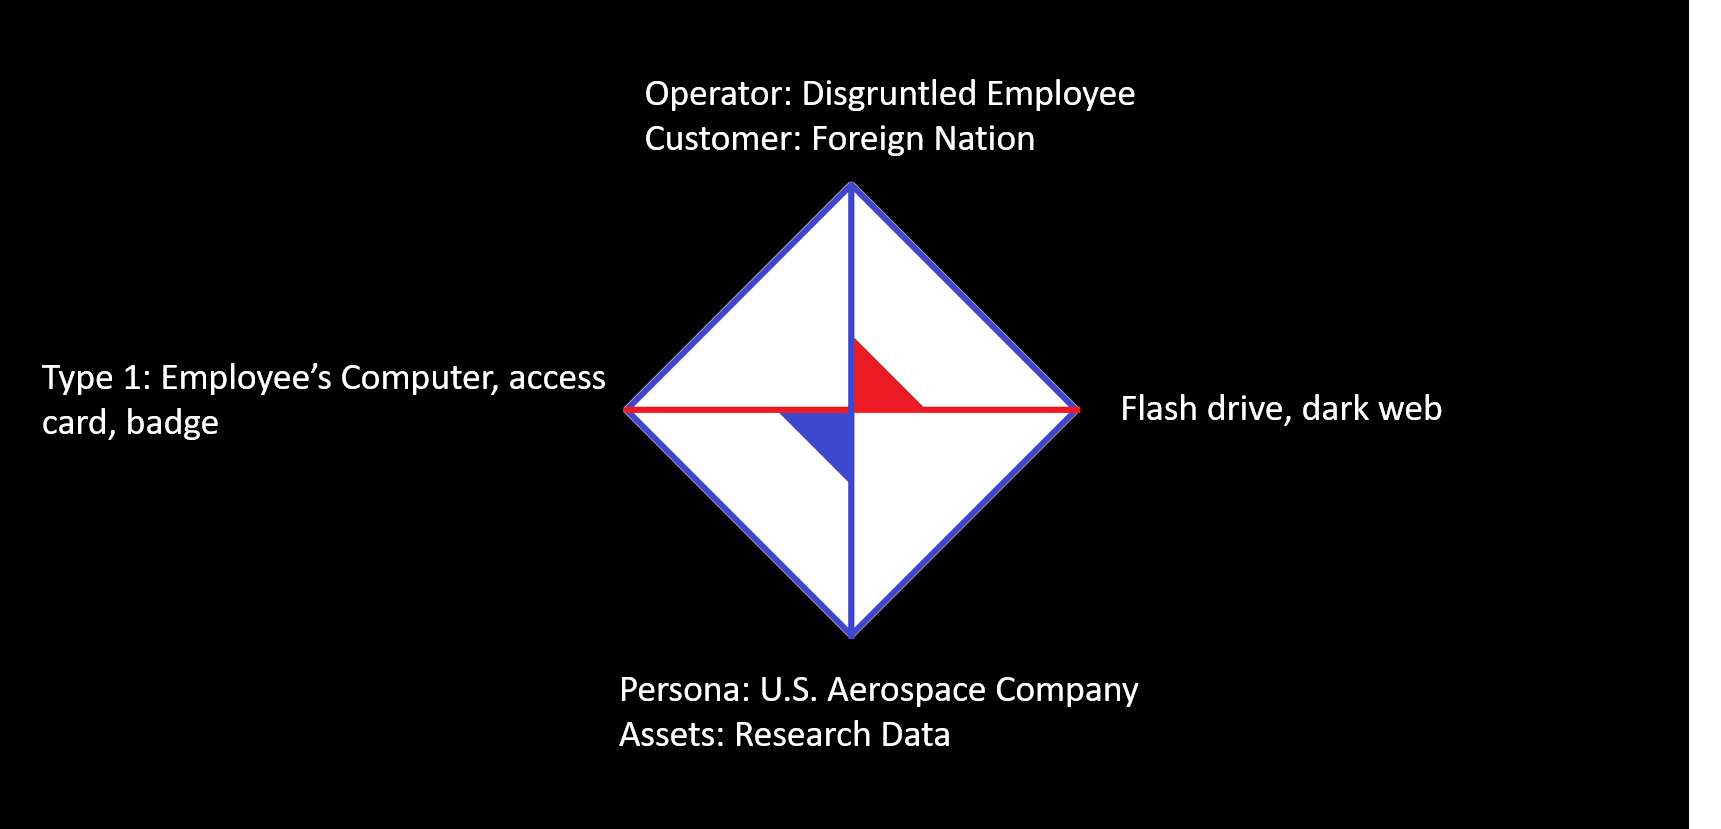 Operator: Disgruntled Employee
Customer: Foreign Nation
Type 1: Employee’s Computer, access
card, badge
Flash drive, dark web
Persona: U.S. Aerospace Company
Assets: Research Data